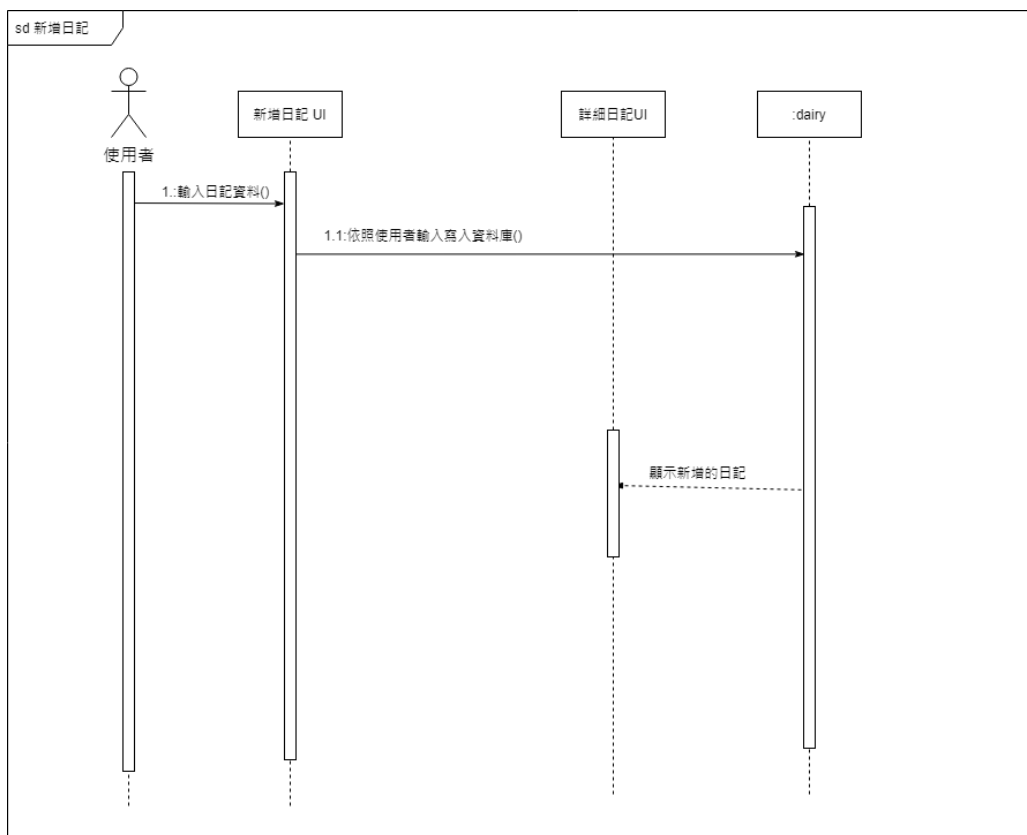 sd 新增日記
使用者
新增日記 UI
詳細日記UI
:dairy
1.:輸入日記資料()
1.1:依照使用者輸入寫入資料庫()
顯示新增的日記